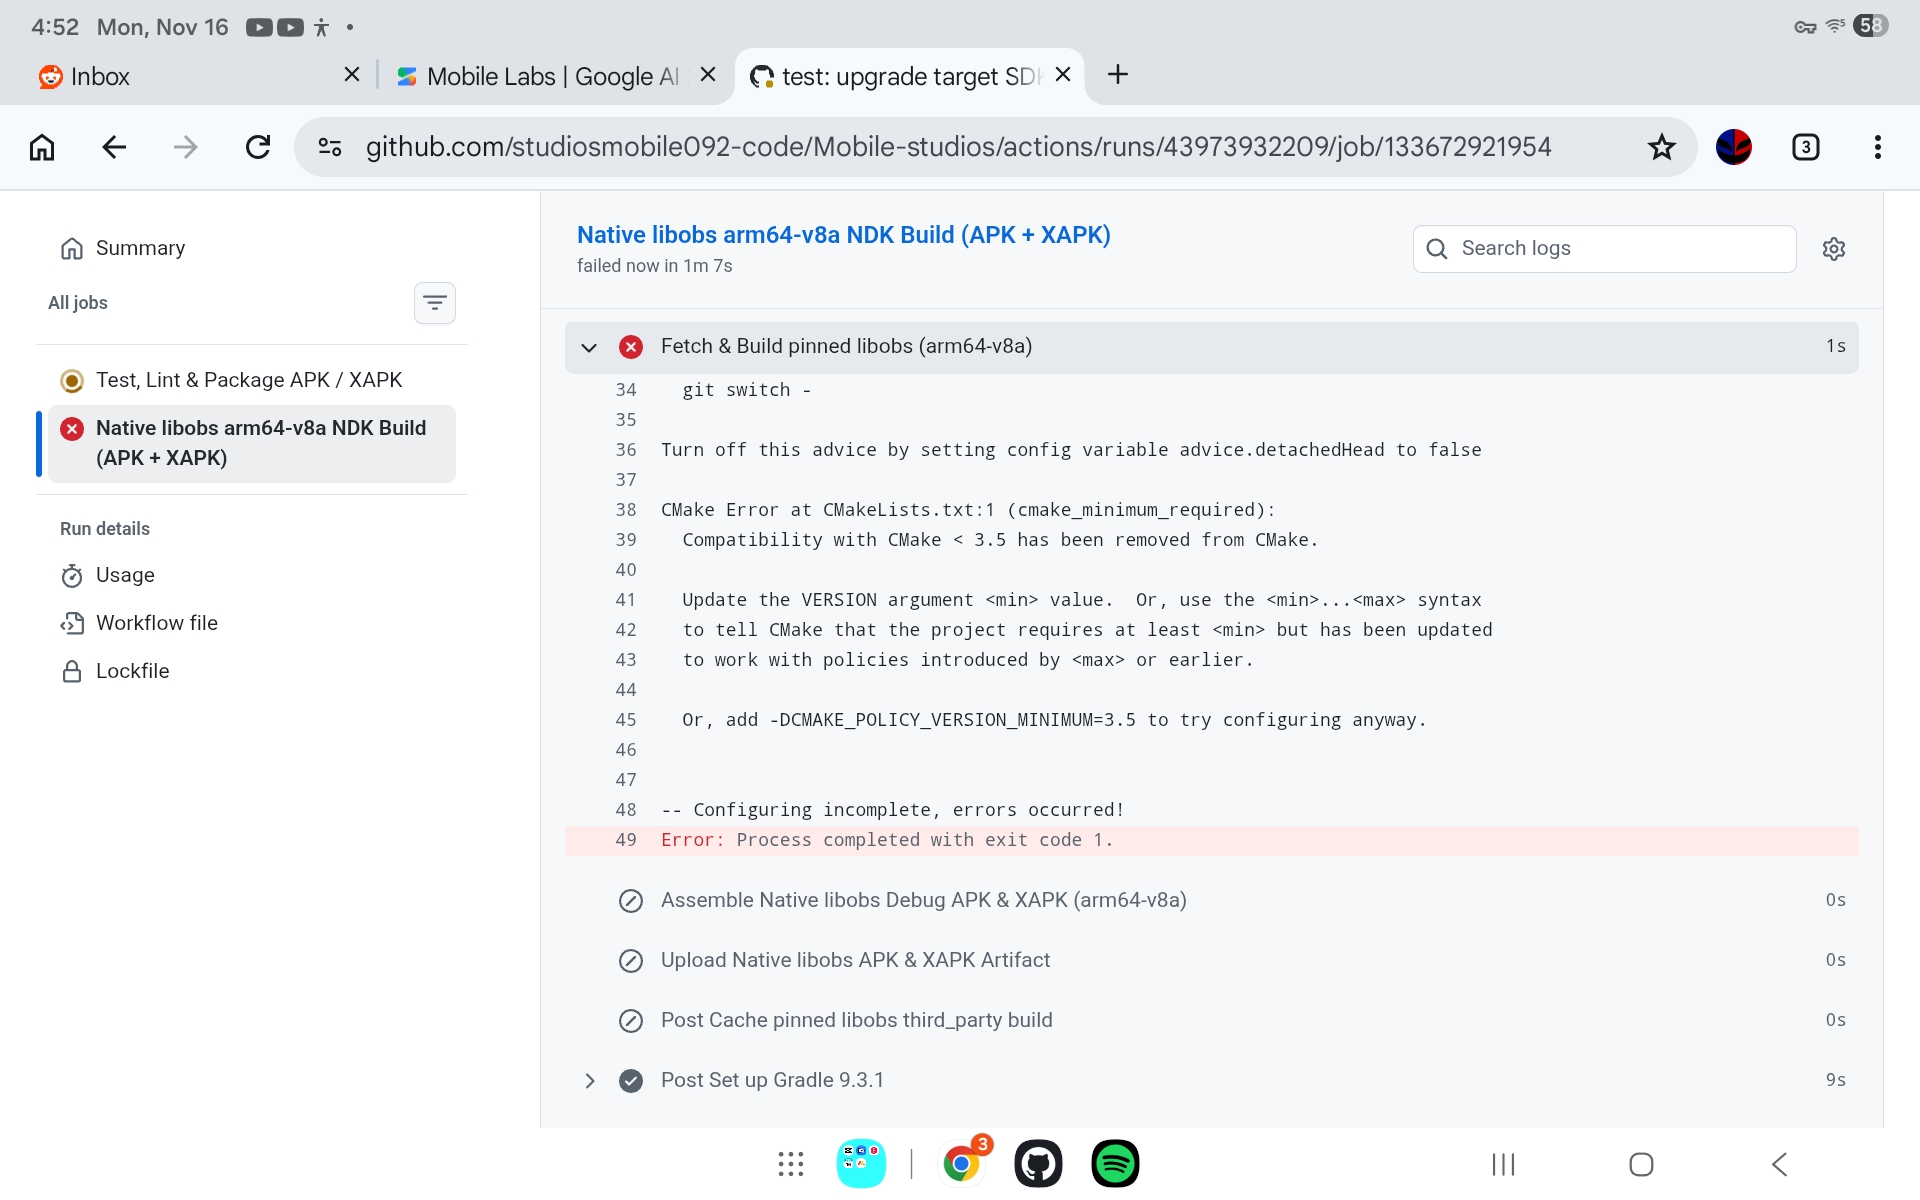 4:52 Mon, Nov 16
58
Inbox
Mobile Labs | Google AI
test: upgrade target SDK
github.com/studiosmobile092-code/Mobile-studios/actions/runs/43973932209/job/133672921954
3
Summary
All jobs
Test, Lint & Package APK / XAPK
Native libobs arm64-v8a NDK Build
(APK + XAPK)
Run details
Usage
Workflow file
Lockfile
Native libobs arm64-v8a NDK Build (APK + XAPK)
failed now in 1m 7s
Search logs
Fetch & Build pinned libobs (arm64-v8a) 1s
34 git switch -
35
36 Turn off this advice by setting config variable advice.detachedHead to false
37
38 CMake Error at CMakeLists.txt:1 (cmake_minimum_required):
39 Compatibility with CMake < 3.5 has been removed from CMake.
40
41 Update the VERSION argument <min> value. Or, use the <min>...<max> syntax
42 to tell CMake that the project requires at least <min> but has been updated
43 to work with policies introduced by <max> or earlier.
44
45 Or, add -DCMAKE_POLICY_VERSION_MINIMUM=3.5 to try configuring anyway.
46
47
48 -- Configuring incomplete, errors occurred!
49 Error: Process completed with exit code 1.
Assemble Native libobs Debug APK & XAPK (arm64-v8a) 0s
Upload Native libobs APK & XAPK Artifact 0s
Post Cache pinned libobs third_party build 0s
Post Set up Gradle 9.3.1 9s
3